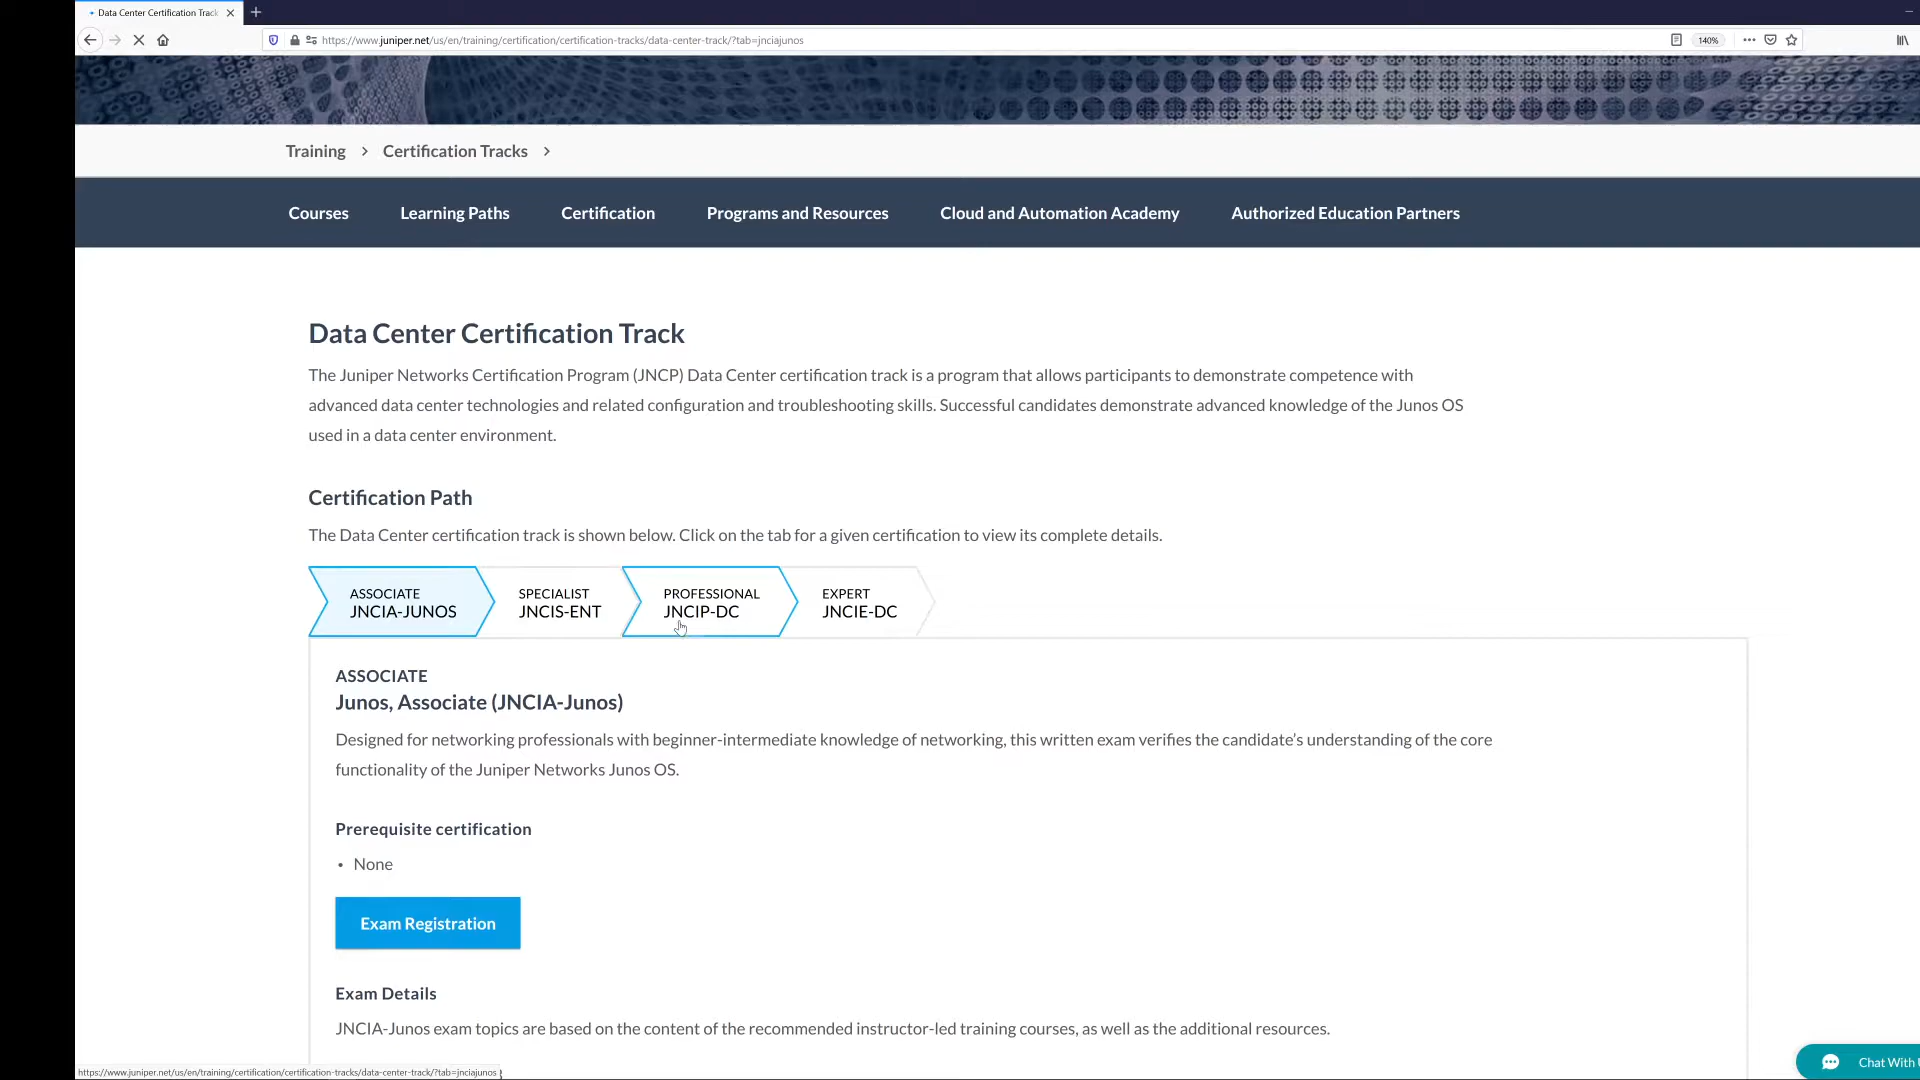 Data Center Certification Track
https://www.juniper.net/us/en/training/certification/certification-tracks/data-center-track/?tab=jnciajunos
140%
Training > Certification Tracks >
Courses Learning Paths Certification Programs and Resources Cloud and Automation Academy Authorized Education Partners
Data Center Certification Track
The Juniper Networks Certification Program (JNCP) Data Center certification track is a program that allows participants to demonstrate competence with
advanced data center technologies and related configuration and troubleshooting skills. Successful candidates demonstrate advanced knowledge of the Junos OS
used in a data center environment.
Certification Path
The Data Center certification track is shown below. Click on the tab for a given certification to view its complete details.
ASSOCIATE SPECIALIST PROFESSIONAL EXPERT
JNCIA-JUNOS JNCIS-ENT JNCIP-DC JNCIE-DC
ASSOCIATE
Junos, Associate (JNCIA-Junos)
Designed for networking professionals with beginner-intermediate knowledge of networking, this written exam verifies the candidate's understanding of the core
functionality of the Juniper Networks Junos OS.
Prerequisite certification
• None
Exam Registration
Exam Details
JNCIA-Junos exam topics are based on the content of the recommended instructor-led training courses, as well as the additional resources.
Chat With
https://www.juniper.net/us/en/training/certification/certification-tracks/data-center-track/?tab=jnciajunos